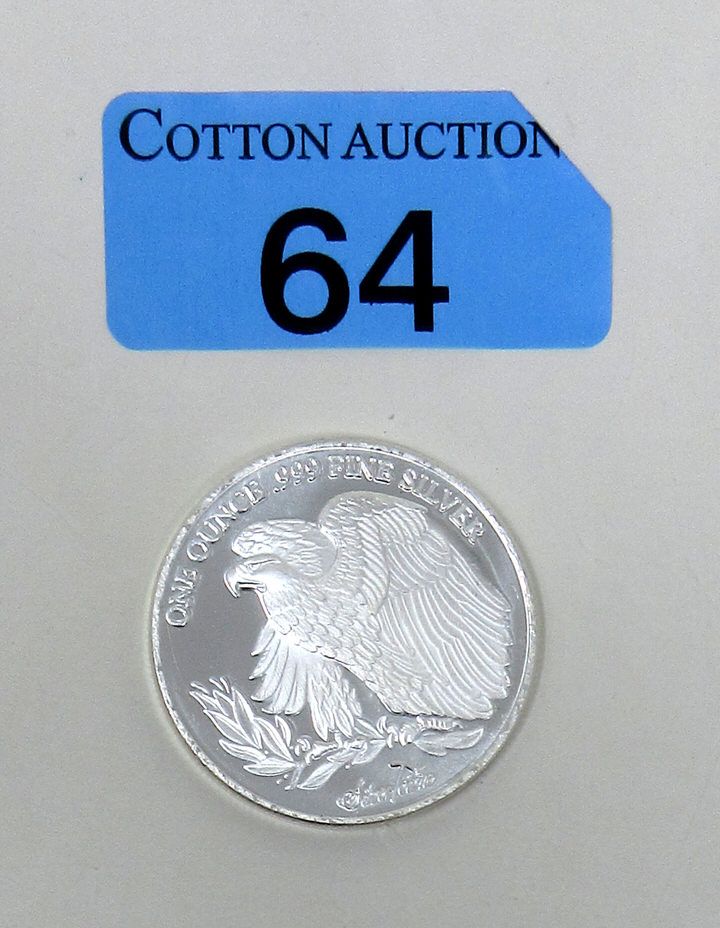 COTTON AUCTION
64
ONE OUNCE .999 FINE SILVER